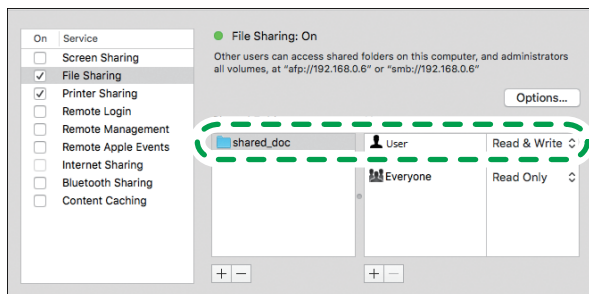 On Service
Screen Sharing
File Sharing
Printer Sharing
Remote Login
Remote Management
Remote Apple Events
Internet Sharing
Bluetooth Sharing
Content Caching
File Sharing: On
Other users can access shared folders on this computer, and administrators
all volumes, at “afp://192.168.0.6” or “smb://192.168.0.6”
Options...
shared_doc User Read & Write
Everyone Read Only